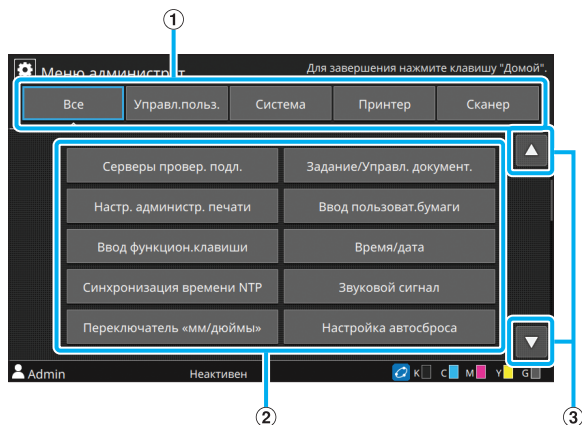 ①
Меню администрат
Для завершения нажмите клавишу "Домой".
Все Управл.польз. Система Принтер Сканер
Серверы провер. подл. Задание/Управл. документ.
Настр. администр. печати Ввод пользоват.бумаги
Ввод функцион.клавиши Время/дата
Синхронизация времени NTP Звуковой сигнал
Переключатель «мм/дюймы» Настройка автосброса
Admin Неактивен K C M Y G
② ③